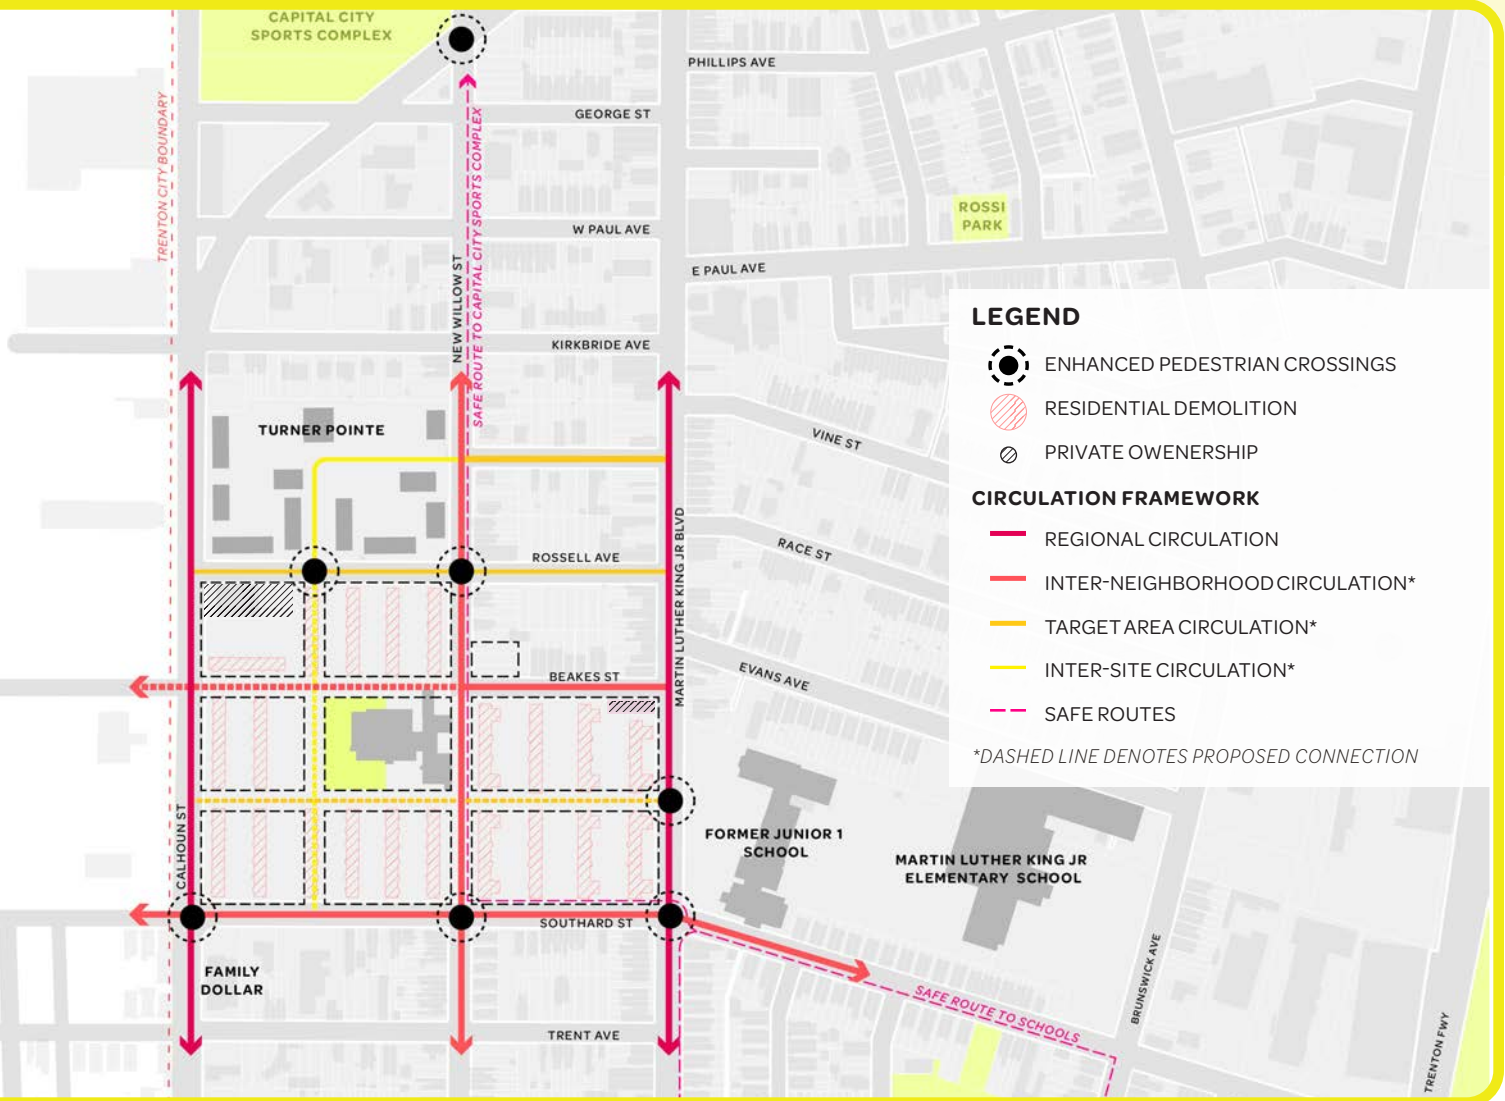 CAPITAL CITY
SPORTS COMPLEX
PHILLIPS AVE
GEORGE ST
TRENTON CITY BOUNDARY
SAFE ROUTE TO CAPITAL CITY SPORTS COMPLEX
ROSSI
PARK
W PAUL AVE
E PAUL AVE
NEW WILLOW ST
KIRKBRIDE AVE
LEGEND
ENHANCED PEDESTRIAN CROSSINGS
RESIDENTIAL DEMOLITION
PRIVATE OWENERSHIP
CIRCULATION FRAMEWORK
REGIONAL CIRCULATION
INTER-NEIGHBORHOOD CIRCULATION*
TARGET AREA CIRCULATION*
INTER-SITE CIRCULATION*
SAFE ROUTES
*DASHED LINE DENOTES PROPOSED CONNECTION
TURNER POINTE
VINE ST
MARTIN LUTHER KING JR BLVD
ROSSELL AVE
RACE ST
BEAKES ST
EVANS AVE
CALHOUN ST
FORMER JUNIOR 1
SCHOOL
MARTIN LUTHER KING JR
ELEMENTARY SCHOOL
SOUTHARD ST
FAMILY
DOLLAR
SAFE ROUTE TO SCHOOLS
BRUNSWICK AVE
TRENT AVE
TRENTON FWY